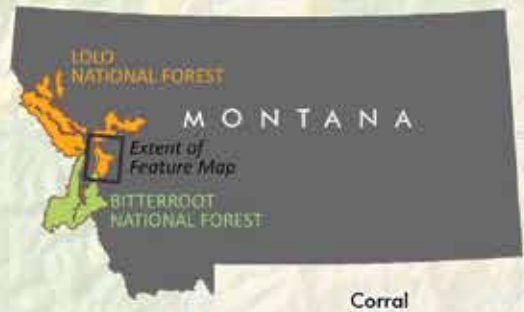 LOLO
NATIONAL FOREST
MONTANA
Extent of
Feature Map
BITTERROOT
NATIONAL FOREST
Corral